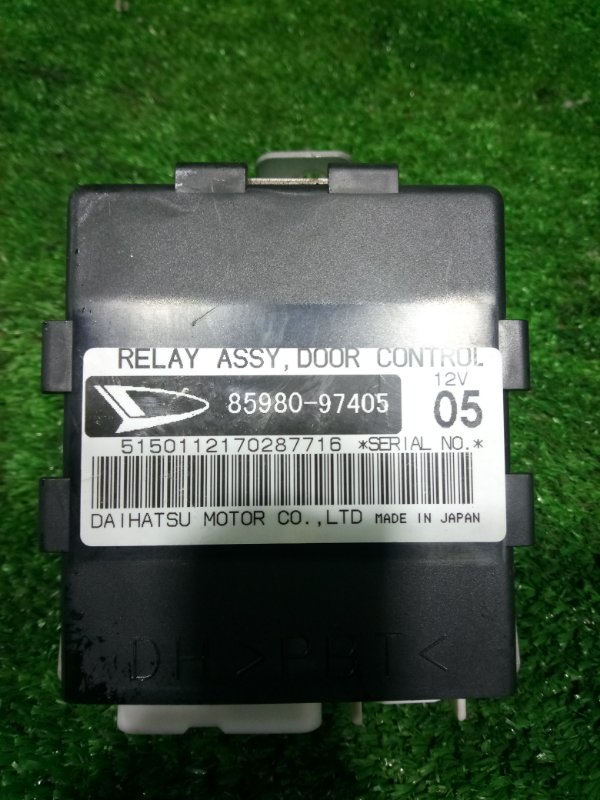 RELAY ASSY, DOOR CONTROL
85980-97405
12V
05
5150112170287716 *SERIAL NO.*
DAIHATSU MOTOR CO.,LTD MADE IN JAPAN
DH >PBT<